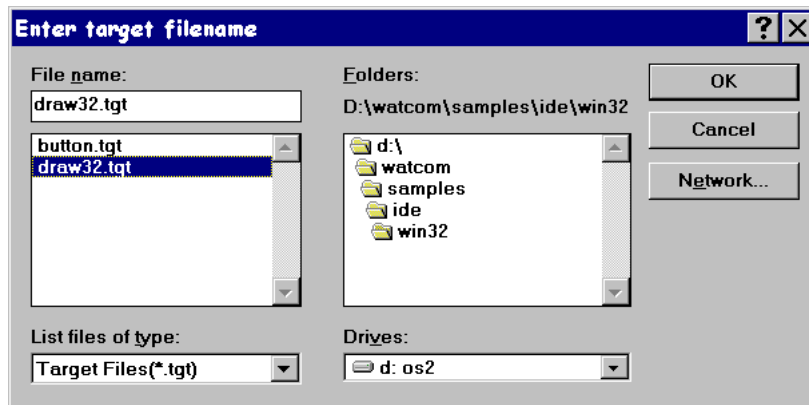 Enter target filename
? X
File name:
draw32.tgt
button.tgt
draw32.tgt
List files of type:
Target Files(*.tgt)
Folders:
D:\watcom\samples\ide\win32
d:\
watcom
samples
ide
win32
Drives:
d: os2
OK
Cancel
Network...